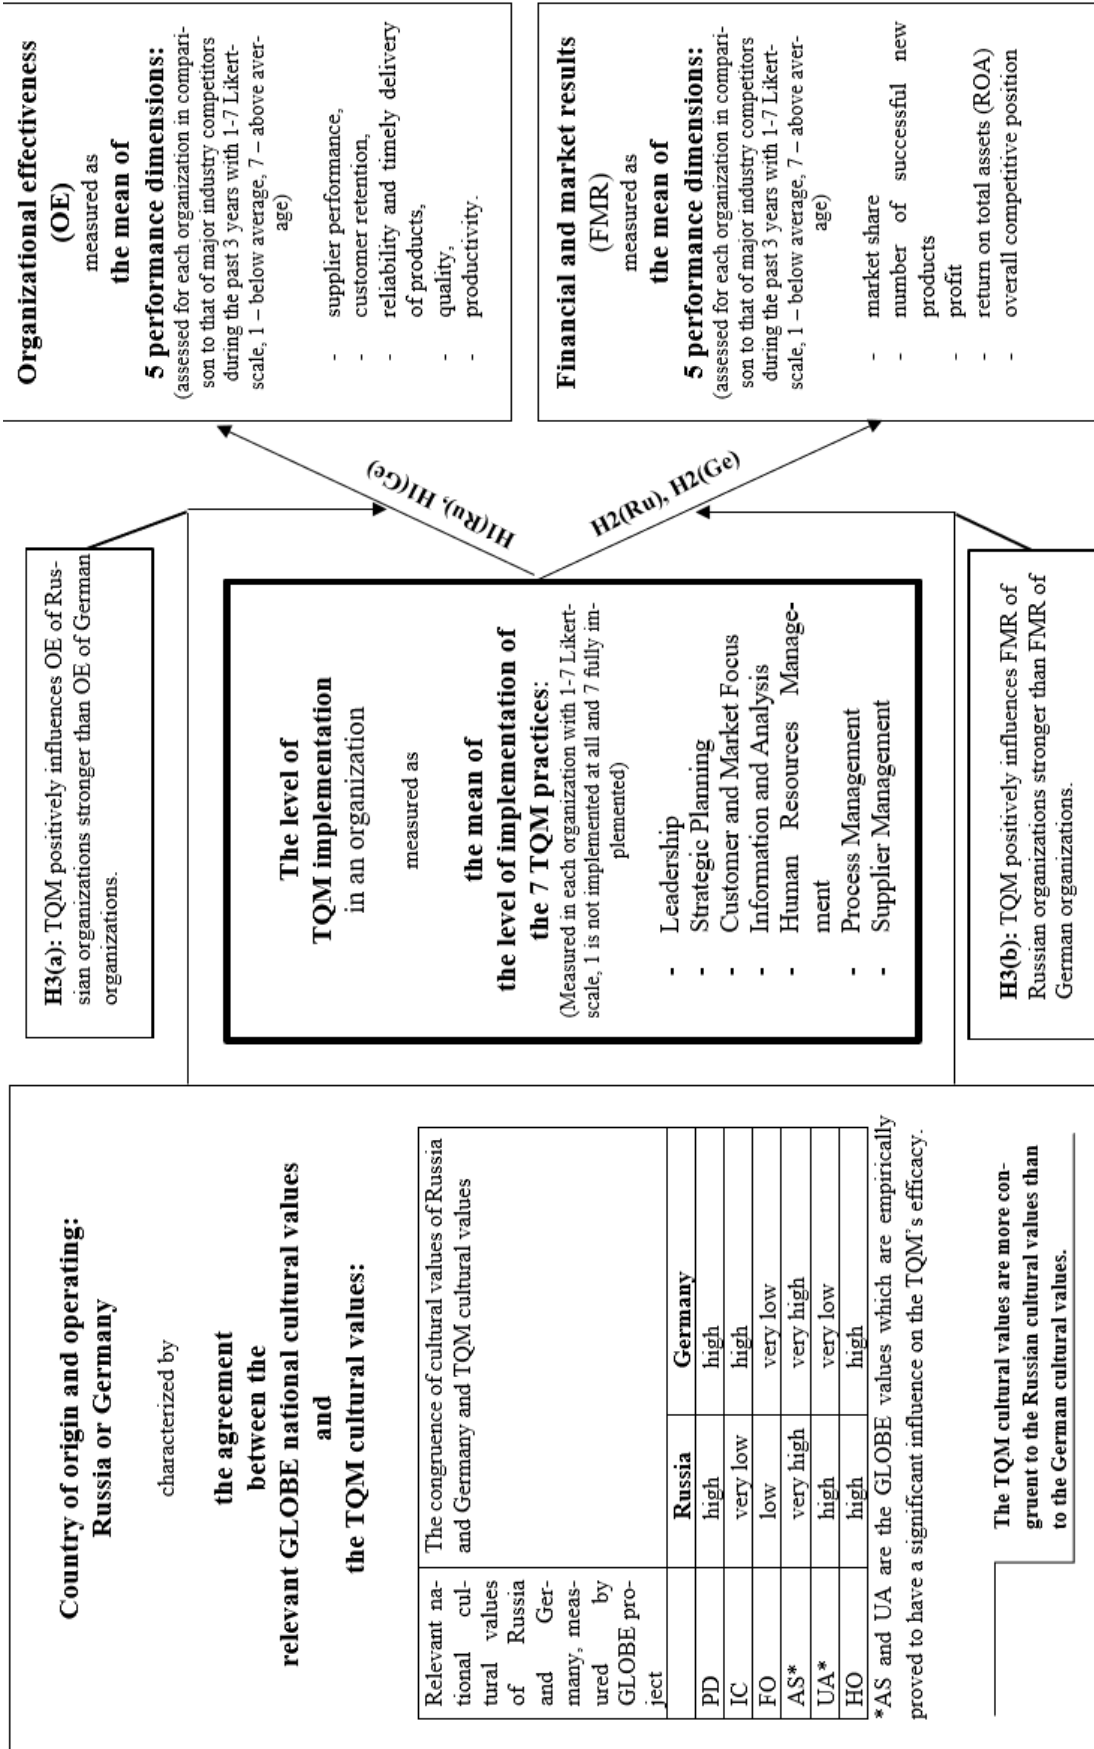 Country of origin and operating:
Russia or Germany
characterized by
the agreement
between the
relevant GLOBE national cultural values
and
the TQM cultural values:
Relevant na-
tional cul-
tural values
of Russia
and Ger-
many, meas-
ured by
GLOBE pro-
ject
The congruence of cultural values of Russia
and Germany and TQM cultural values
Russia Germany
PD high high
IC very low high
FO low very low
AS* very high very high
UA* high very low
HO high high
*AS and UA are the GLOBE values which are empirically
proved to have a significant influence on the TQM’s efficacy.
The TQM cultural values are more con-
gruent to the Russian cultural values than
to the German cultural values.
H3(a): TQM positively influences OE of Rus-
sian organizations stronger than OE of German
organizations.
The level of
TQM implementation
in an organization
measured as
the mean of
the level of implementation of
the 7 TQM practices:
(Measured in each organization with 1-7 Likert-
scale, 1 is not implemented at all and 7 fully im-
plemented)
- Leadership
- Strategic Planning
- Customer and Market Focus
- Information and Analysis
- Human Resources Manage-
ment
- Process Management
- Supplier Management
H3(b): TQM positively influences FMR of
Russian organizations stronger than FMR of
German organizations.
H1(Ru), H1(Ge)
H2(Ru), H2(Ge)
Organizational effectiveness
(OE)
measured as
the mean of
5 performance dimensions:
(assessed for each organization in compari-
son to that of major industry competitors
during the past 3 years with 1-7 Likert-
scale, 1 – below average, 7 – above aver-
age)
- supplier performance,
- customer retention,
- reliability and timely delivery
of products,
- quality,
- productivity.
Financial and market results
(FMR)
measured as
the mean of
5 performance dimensions:
(assessed for each organization in compari-
son to that of major industry competitors
during the past 3 years with 1-7 Likert-
scale, 1 – below average, 7 – above aver-
age)
- market share
- number of successful new
products
- profit
- return on total assets (ROA)
- overall competitive position